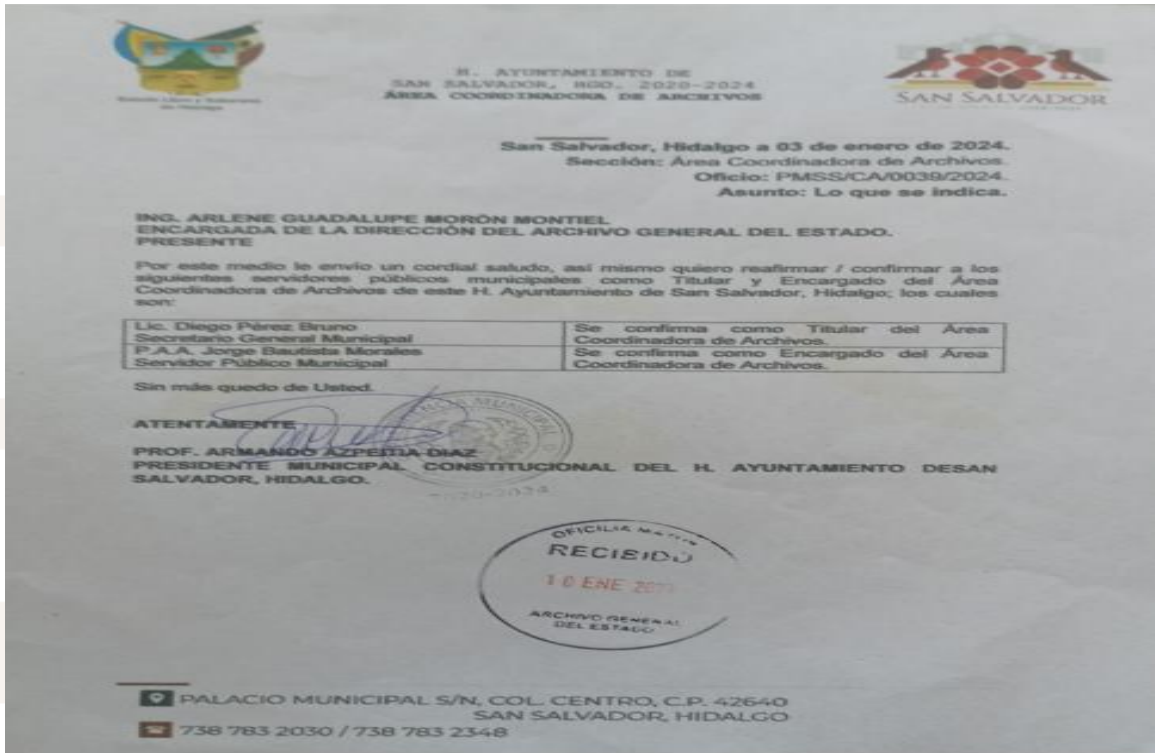 H. AYUNTAMIENTO DE
SAN SALVADOR, HGO. 2020-2024
ÁREA COORDINADORA DE ARCHIVOS
SAN SALVADOR
San Salvador, Hidalgo a 03 de enero de 2024.
Sección: Área Coordinadora de Archivos.
Oficio: PMSS/CA/0039/2024.
Asunto: Lo que se indica.
ING. ARLENE GUADALUPE MORÓN MONTIEL
ENCARGADA DE LA DIRECCIÓN DEL ARCHIVO GENERAL DEL ESTADO.
PRESENTE
Por este medio le envío un cordial saludo, así mismo quiero reafirmar / confirmar a los
siguientes servidores públicos municipales como Titular y Encargado del Área
Coordinadora de Archivos de este H. Ayuntamiento de San Salvador, Hidalgo; los cuales
son:
Lic. Diego Pérez Bruno
Secretario General Municipal
Se confirma como Titular del Área
Coordinadora de Archivos.
P.A.A. Jorge Bautista Morales
Servidor Público Municipal
Se confirma como Encargado del Área
Coordinadora de Archivos.
Sin más quedo de Usted.
ATENTAMENTE
PROF. ARMANDO AZPEITIA DIAZ
PRESIDENTE MUNICIPAL CONSTITUCIONAL DEL H. AYUNTAMIENTO DESAN
SALVADOR, HIDALGO.
2020-2024
OFICILIA
RECIBIDO
10 ENE
ARCHIVO GENERAL
DEL ESTADO
PALACIO MUNICIPAL S/N, COL. CENTRO, C.P. 42640
SAN SALVADOR, HIDALGO
738 783 2030 / 738 783 2348